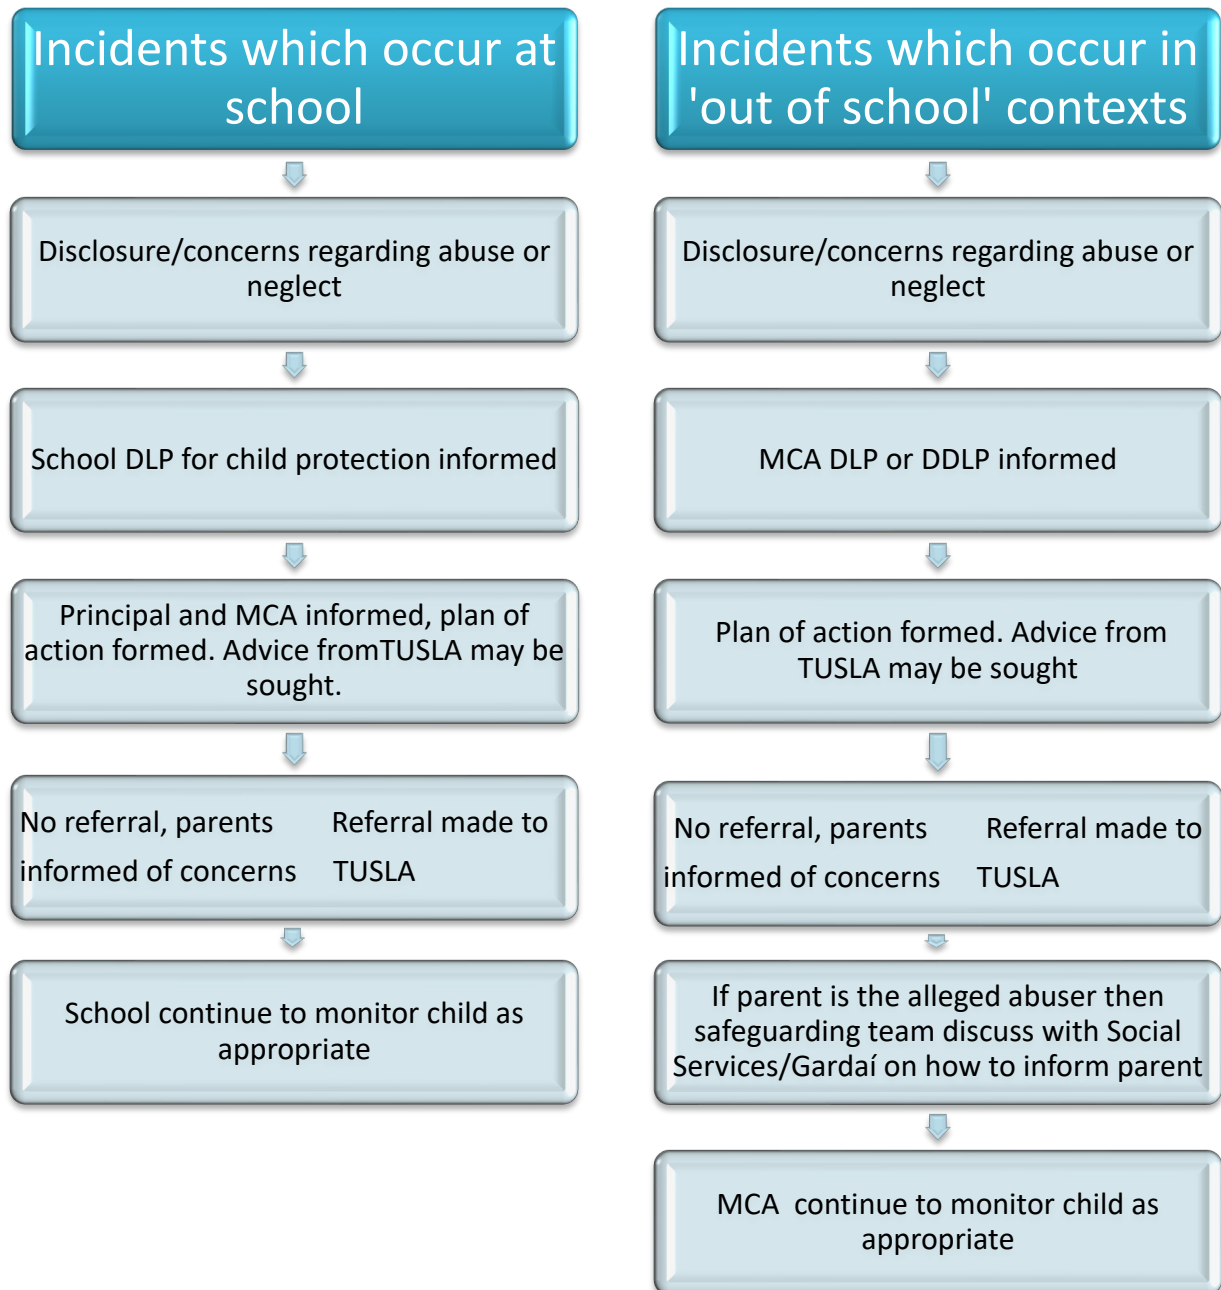 Incidents which occur at
school
Disclosure/concerns regarding abuse or
neglect
School DLP for child protection informed
Principal and MCA informed, plan of
action formed. Advice fromTUSLA may be
sought.
No referral, parents Referral made to
informed of concerns TUSLA
School continue to monitor child as
appropriate
Incidents which occur in
'out of school' contexts
Disclosure/concerns regarding abuse or
neglect
MCA DLP or DDLP informed
Plan of action formed. Advice from
TUSLA may be sought
No referral, parents Referral made to
informed of concerns TUSLA
If parent is the alleged abuser then
safeguarding team discuss with Social
Services/Gardaí on how to inform parent
MCA continue to monitor child as
appropriate